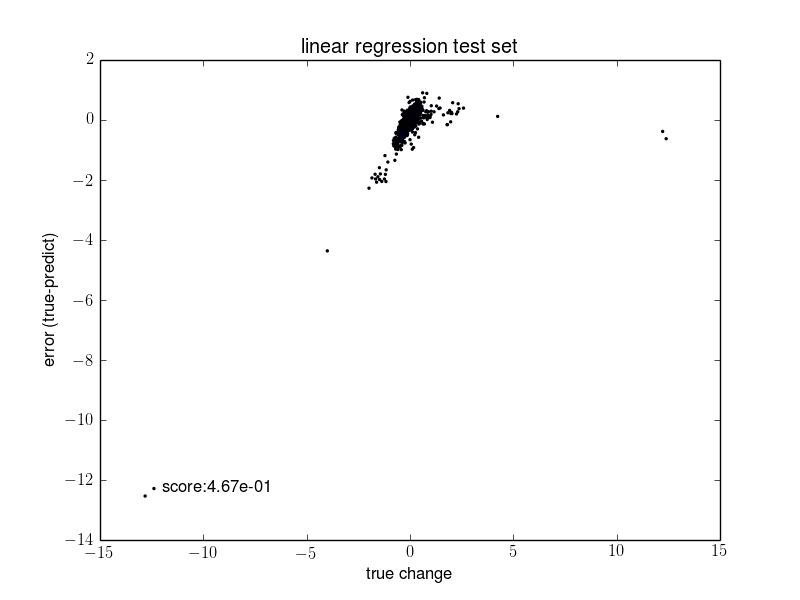 linear regression test set
2
0
−2
−4
−6
−8
−10
−12
−14
error (true-predict)
score:4.67e-01
−15 −10 −5 0 5 10 15
true change